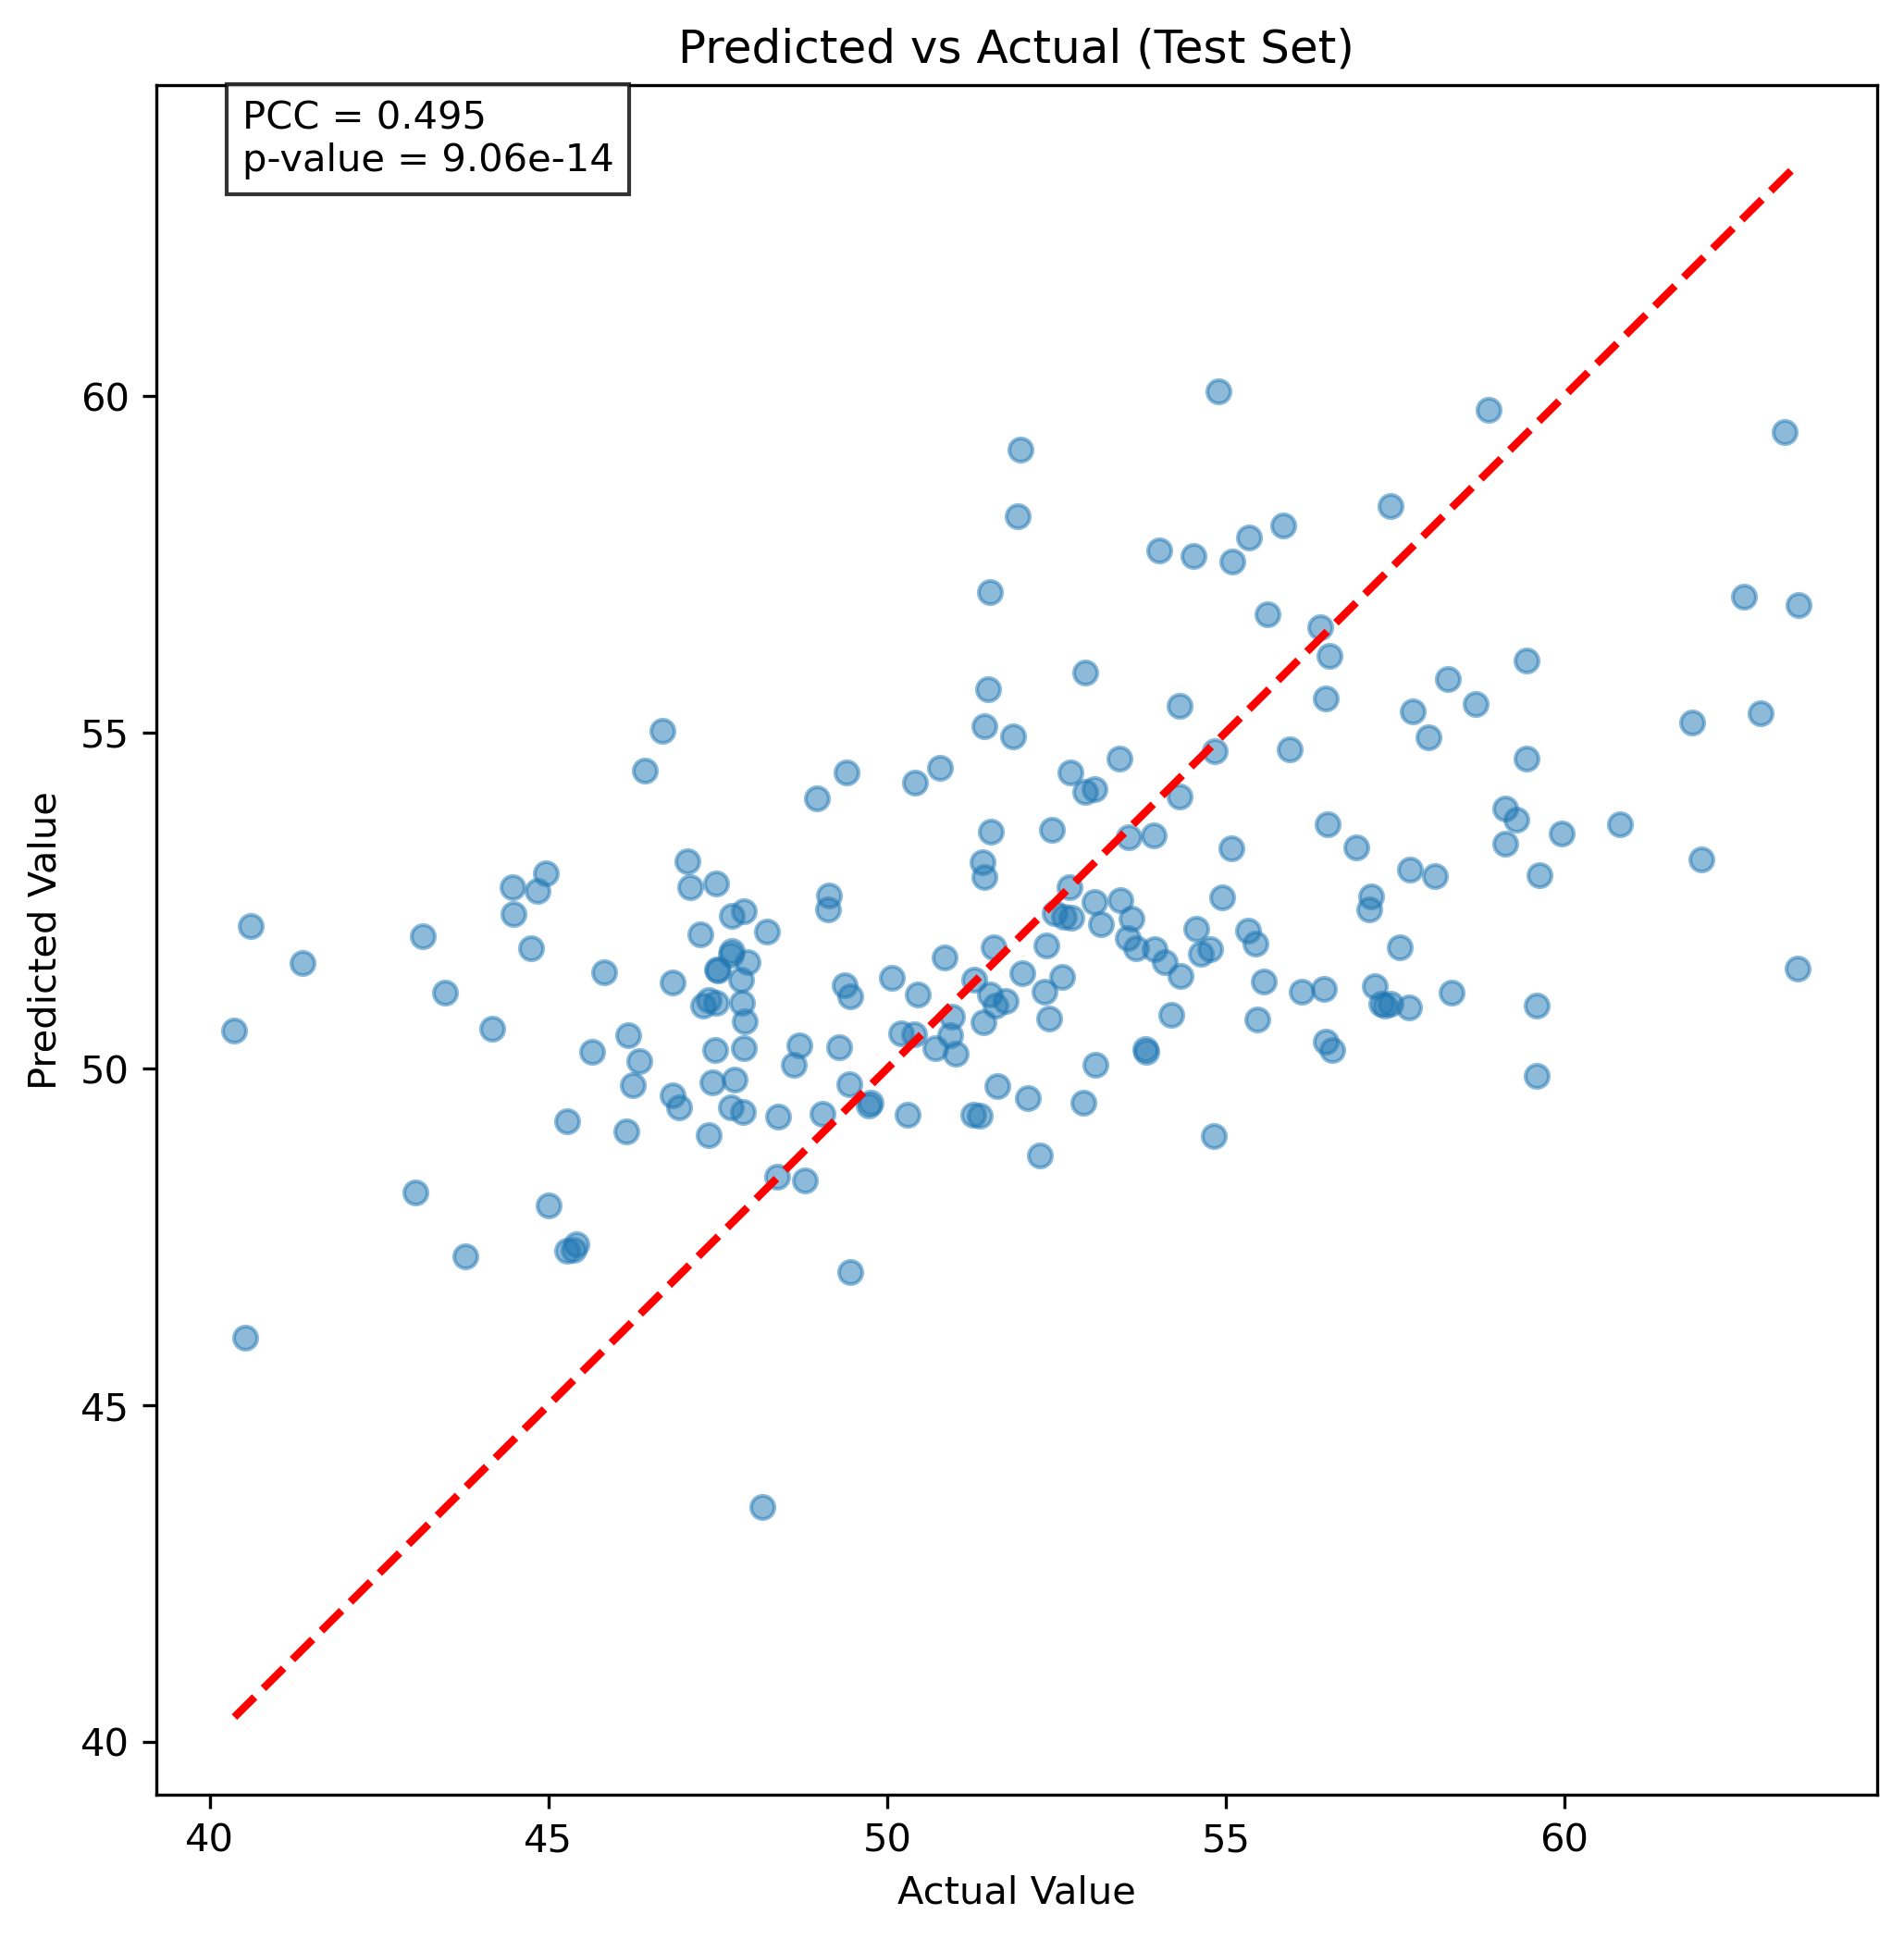 Predicted vs Actual (Test Set)
PCC = 0.495
p-value = 9.06e-14
Predicted Value
60
55
50
45
40
40 45 50 55 60
Actual Value